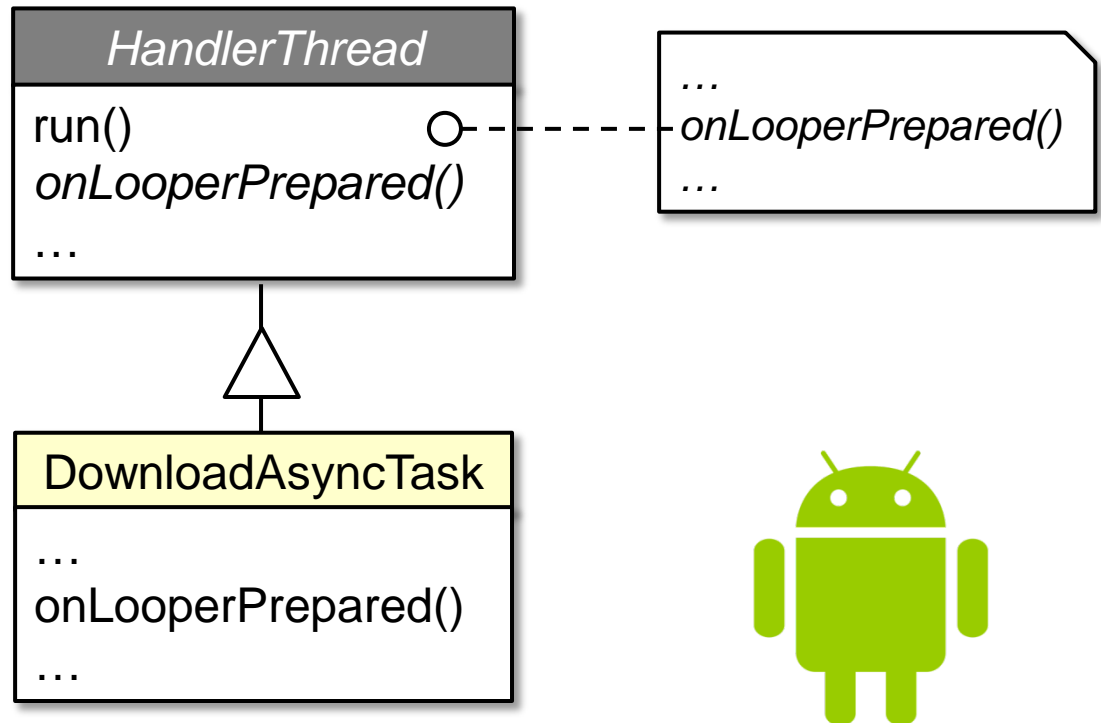 HandlerThread
run()
onLooperPrepared()
…
…
onLooperPrepared()
…
DownloadAsyncTask
…
onLooperPrepared()
…